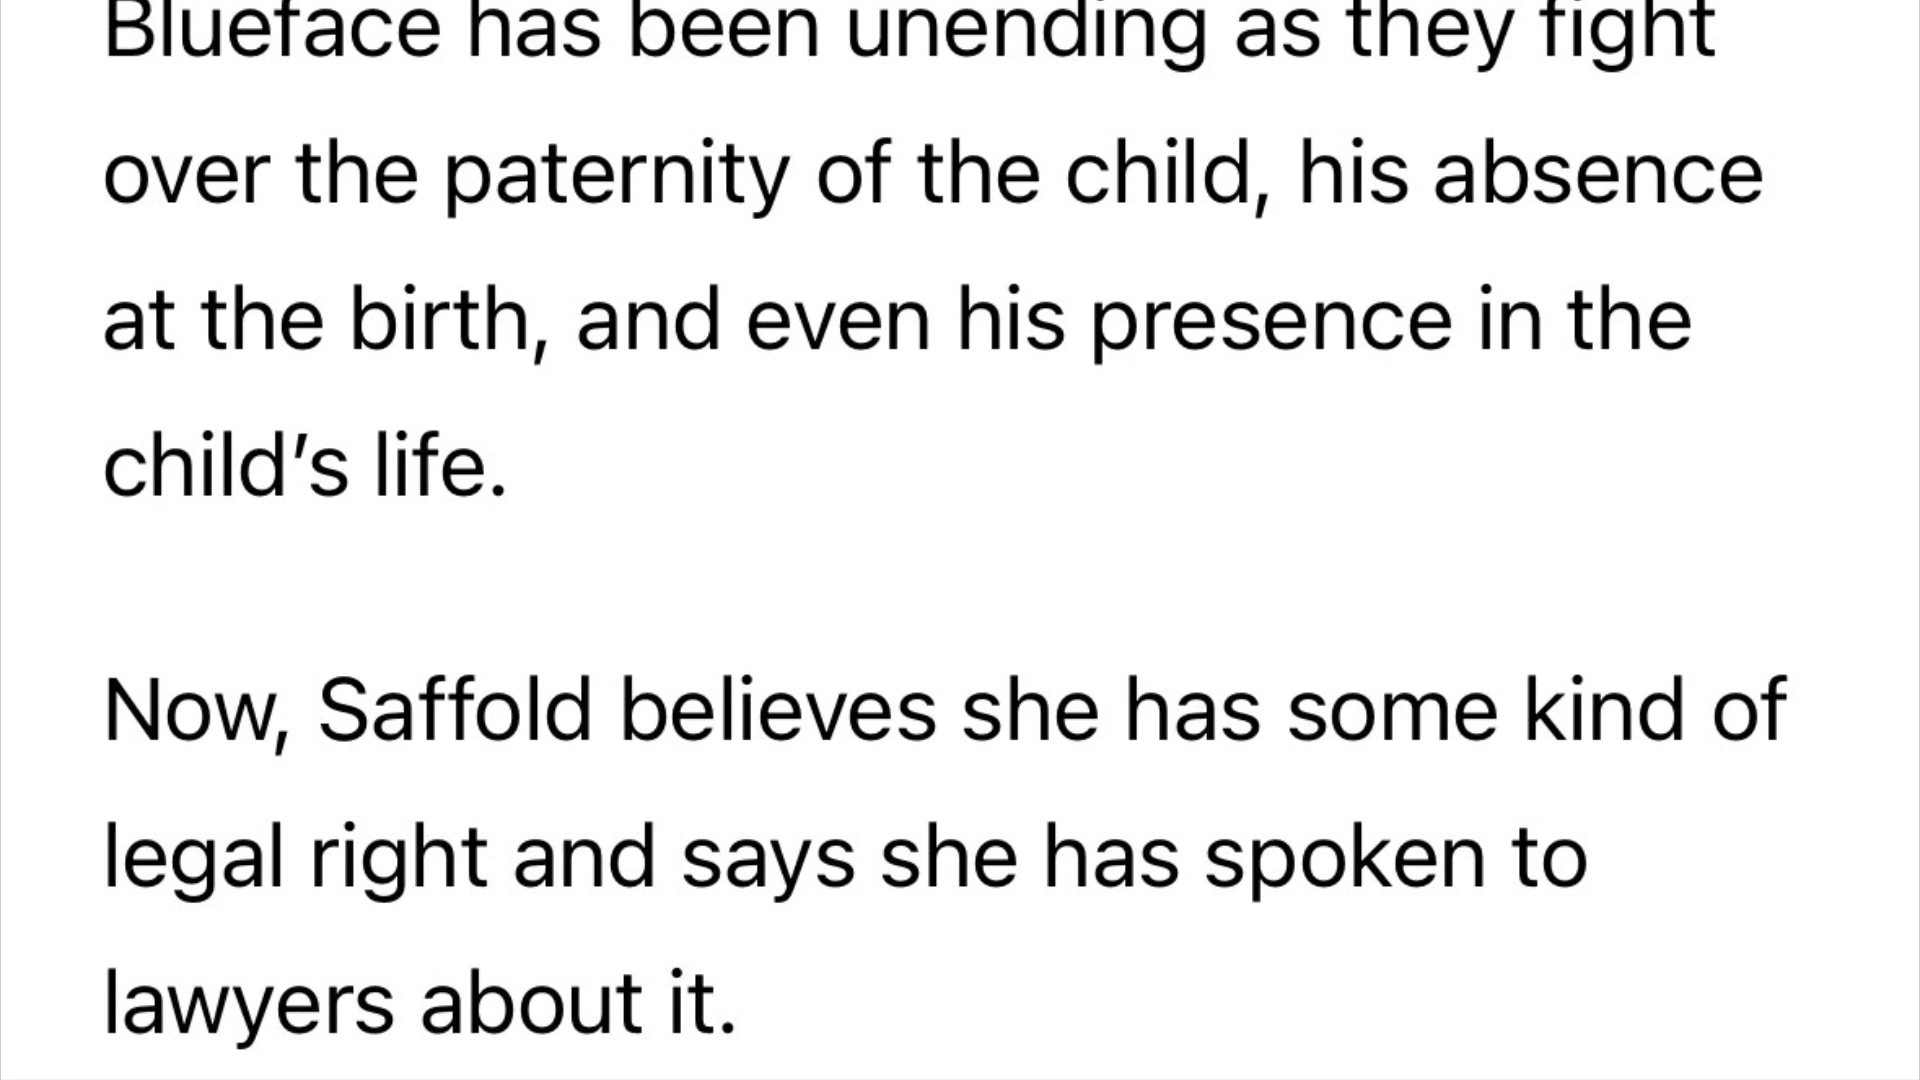 Blueface has been unending as they fight
over the paternity of the child, his absence
at the birth, and even his presence in the
child’s life.
Now, Saffold believes she has some kind of
legal right and says she has spoken to
lawyers about it.